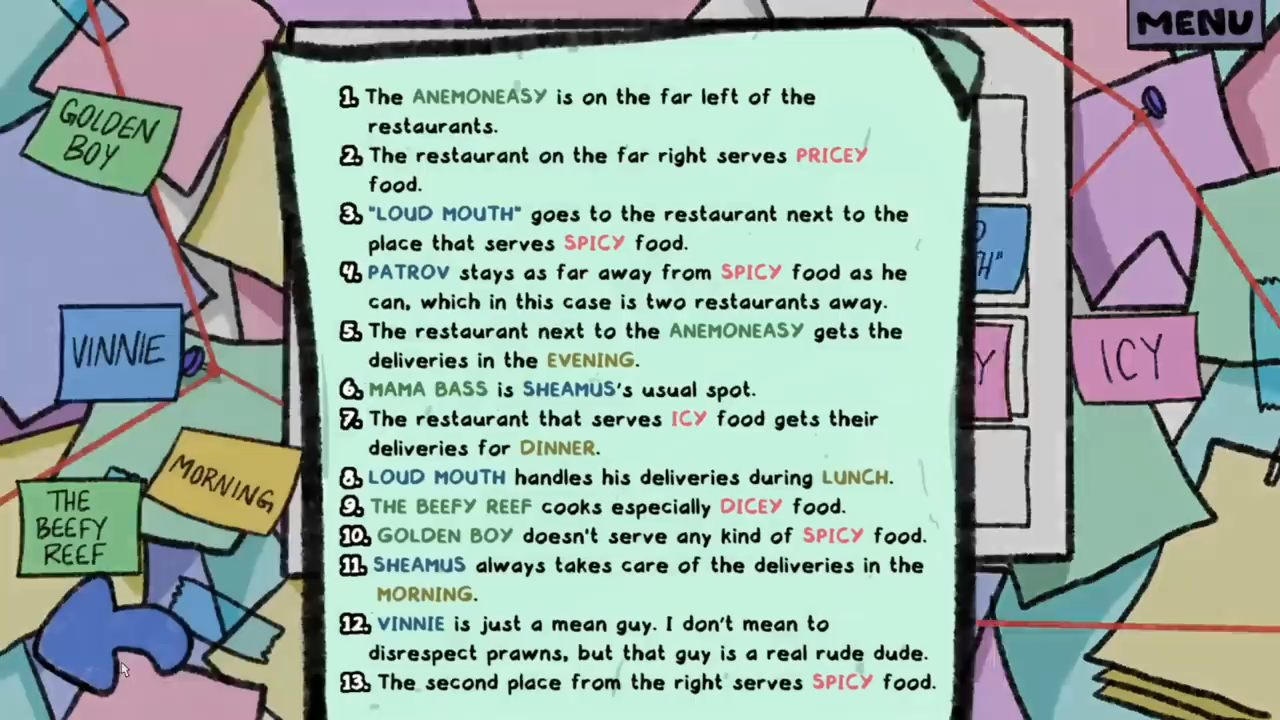 MENU
1. The ANEMONEASY is on the far left of the
restaurants.
2. The restaurant on the far right serves PRICEY
food.
3. "LOUD MOUTH" goes to the restaurant next to the
place that serves SPICY food.
4. PATROV stays as far away from SPICY food as he
can, which in this case is two restaurants away.
5. The restaurant next to the ANEMONEASY gets the
deliveries in the EVENING.
6. MAMA BASS is SHEAMUS's usual spot.
7. The restaurant that serves ICY food gets their
deliveries for DINNER.
8. LOUD MOUTH handles his deliveries during LUNCH.
9. THE BEEFY REEF cooks especially DICEY food.
10. GOLDEN BOY doesn't serve any kind of SPICY food.
11. SHEAMUS always takes care of the deliveries in the
MORNING.
12. VINNIE is just a mean guy. I don't mean to
disrespect prawns, but that guy is a real rude dude.
13. The second place from the right serves SPICY food.
GOLDEN
BOY
VINNIE
MORNING
THE
BEEFY
REEF
ICY